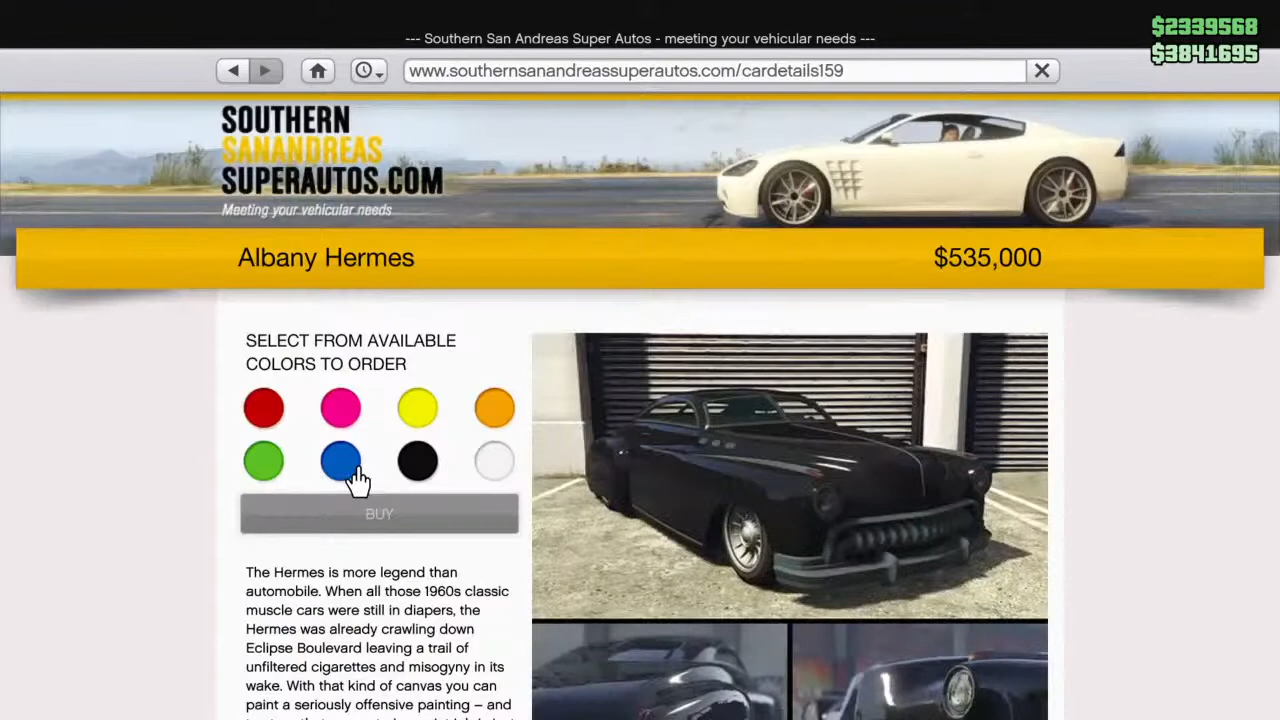 --- Southern San Andreas Super Autos - meeting your vehicular needs ---
$2339568
$3841695
www.southernsanandreassuperautos.com/cardetails159
SOUTHERN
SANANDREAS
SUPERAUTOS.COM
Meeting your vehicular needs
Albany Hermes
$535,000
SELECT FROM AVAILABLE
COLORS TO ORDER
BUY
The Hermes is more legend than
automobile. When all those 1960s classic
muscle cars were still in diapers, the
Hermes was already crawling down
Eclipse Boulevard leaving a trail of
unfiltered cigarettes and misogyny in its
wake. With that kind of canvas you can
paint a seriously offensive painting – and